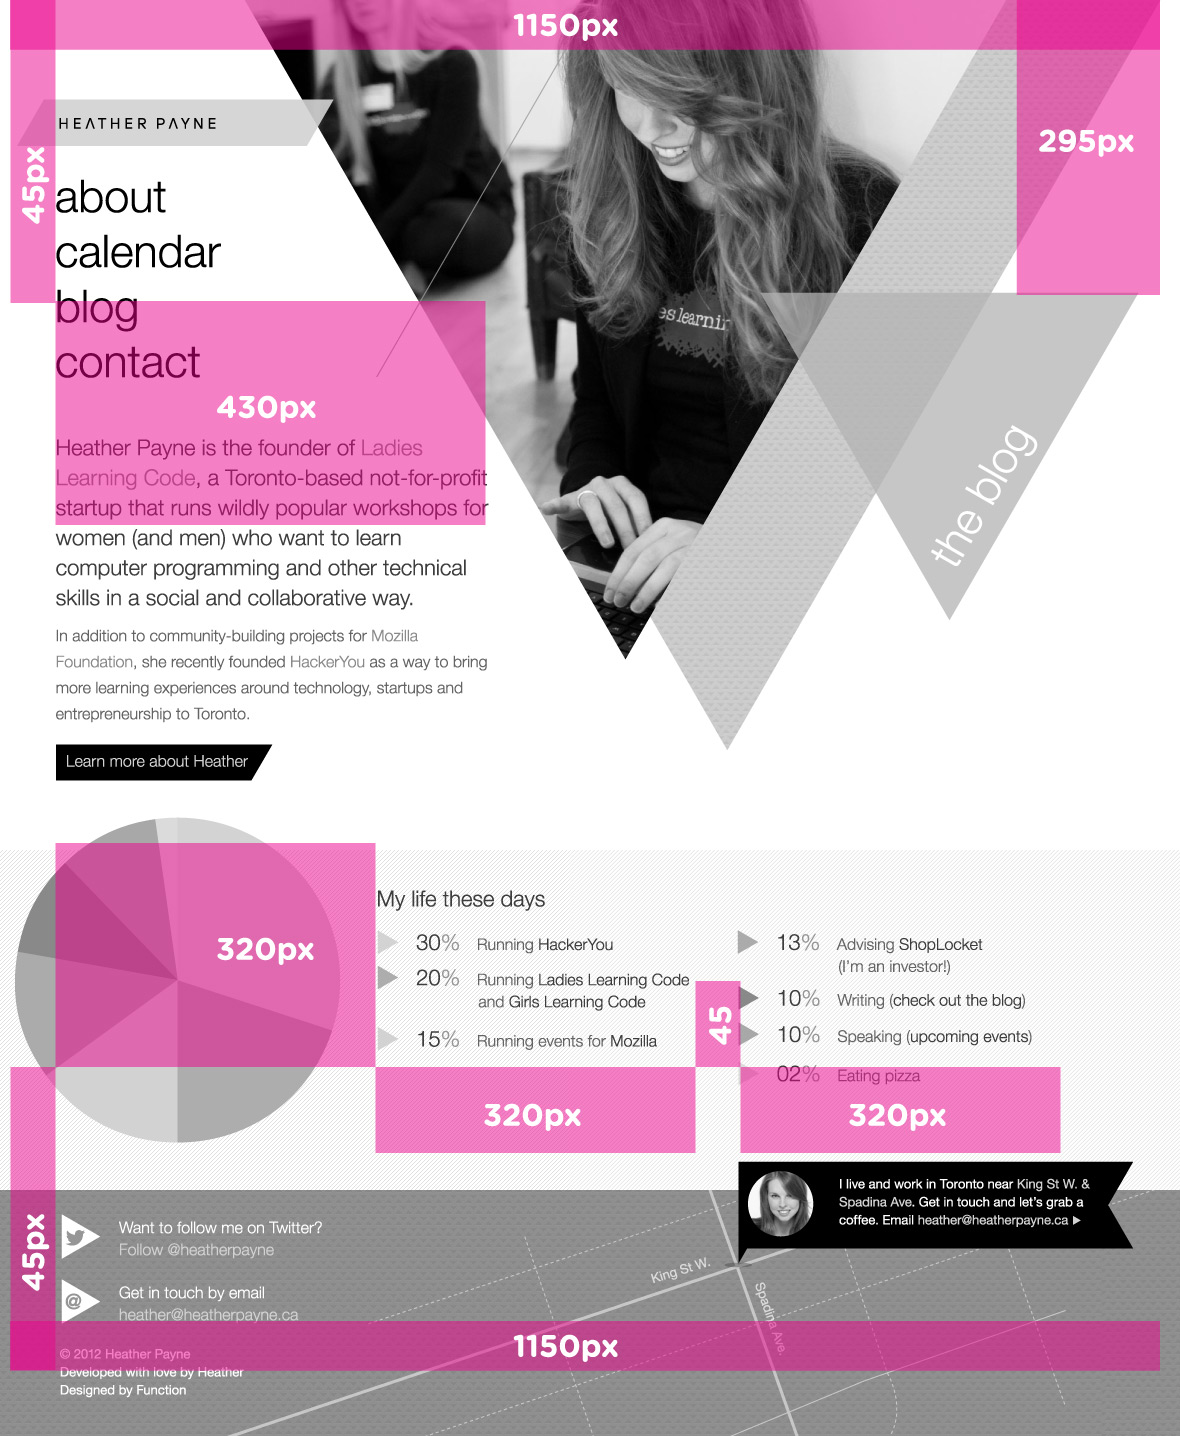 1150px
295px
HEATHER PAYNE
45px
about
calendar
blog
contact
430px
es learnin
the blog
Heather Payne is the founder of Ladies
Learning Code, a Toronto-based not-for-profit
startup that runs wildly popular workshops for
women (and men) who want to learn
computer programming and other technical
skills in a social and collaborative way.
In addition to community-building projects for Mozilla
Foundation, she recently founded HackerYou as a way to bring
more learning experiences around technology, startups and
entrepreneurship to Toronto.
Learn more about Heather
320px
My life these days
30% Running HackerYou
20% Running Ladies Learning Code
and Girls Learning Code
15% Running events for Mozilla
45
13% Advising ShopLocket
(I'm an investor!)
10% Writing (check out the blog)
10% Speaking (upcoming events)
02% Eating pizza
320px
320px
I live and work in Toronto near King St W. &
Spadina Ave. Get in touch and let's grab a
coffee. Email heather@heatherpayne.ca
45px
Want to follow me on Twitter?
Follow @heatherpayne
@
Get in touch by email
heather@heatherpayne.ca
King St W.
Spadina Ave.
1150px
© 2012 Heather Payne
Developed with love by Heather
Designed by Function